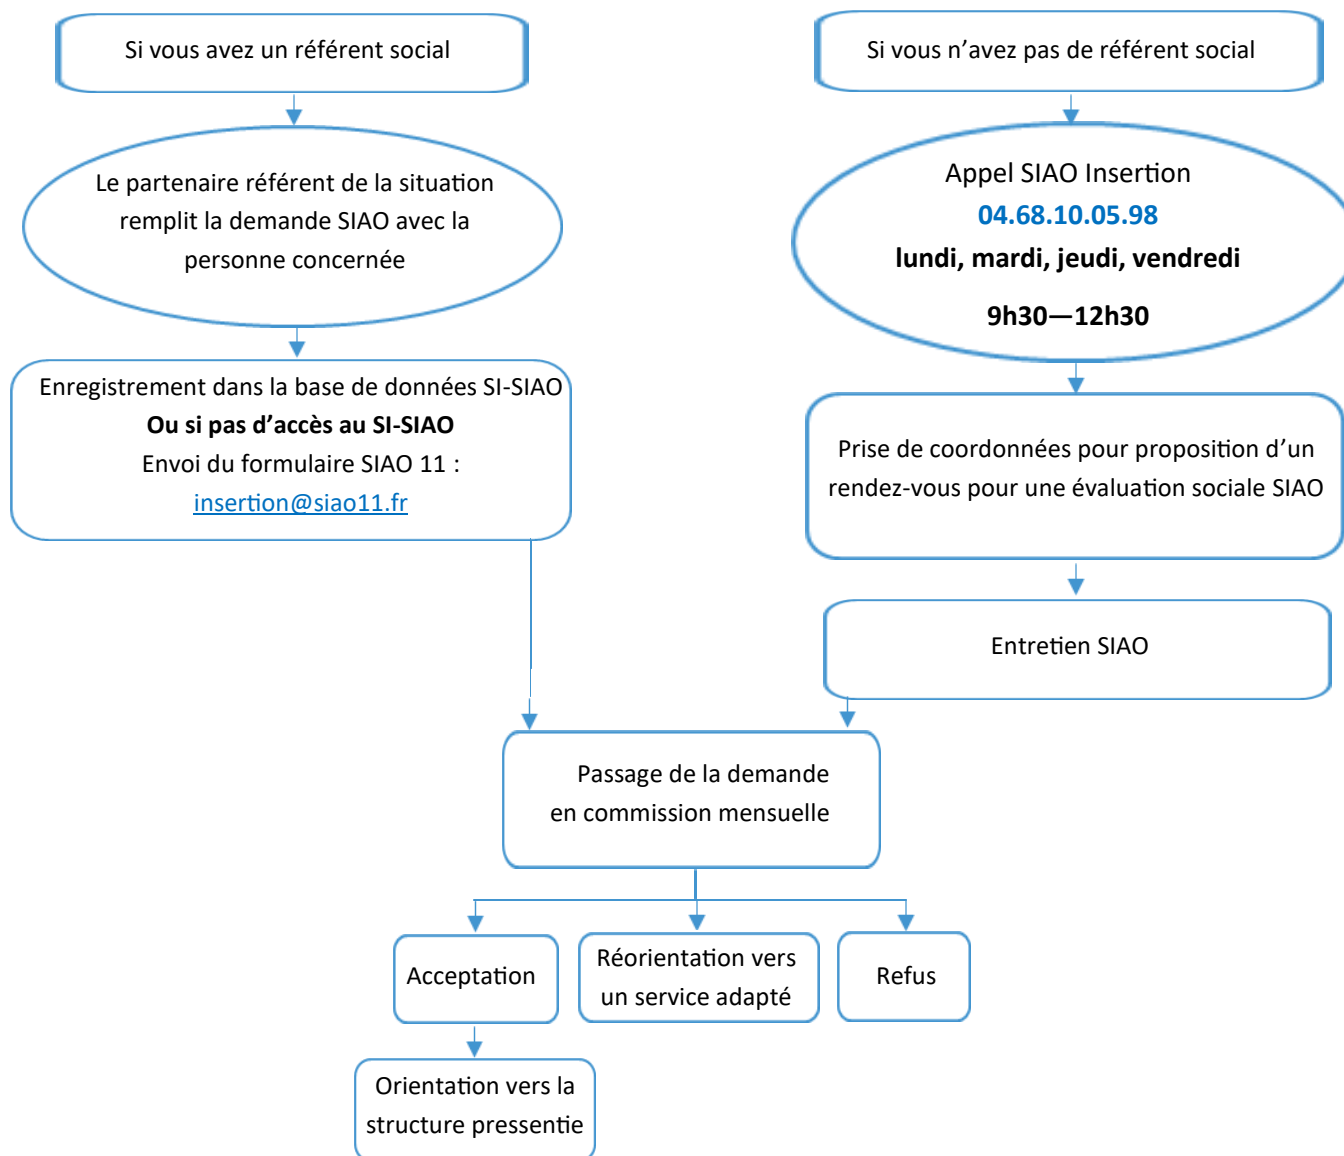 Si vous avez un référent social
Le partenaire référent de la situation
remplit la demande SIAO avec la
personne concernée
Enregistrement dans la base de données SI-SIAO
Ou si pas d’accès au SI-SIAO
Envoi du formulaire SIAO 11 :
insertion@siao11.fr
Si vous n’avez pas de référent social
Appel SIAO Insertion
04.68.10.05.98
lundi, mardi, jeudi, vendredi
9h30—12h30
Prise de coordonnées pour proposition d’un
rendez-vous pour une évaluation sociale SIAO
Entretien SIAO
Passage de la demande
en commission mensuelle
Acceptation
Réorientation vers
un service adapté
Refus
Orientation vers la
structure pressentie